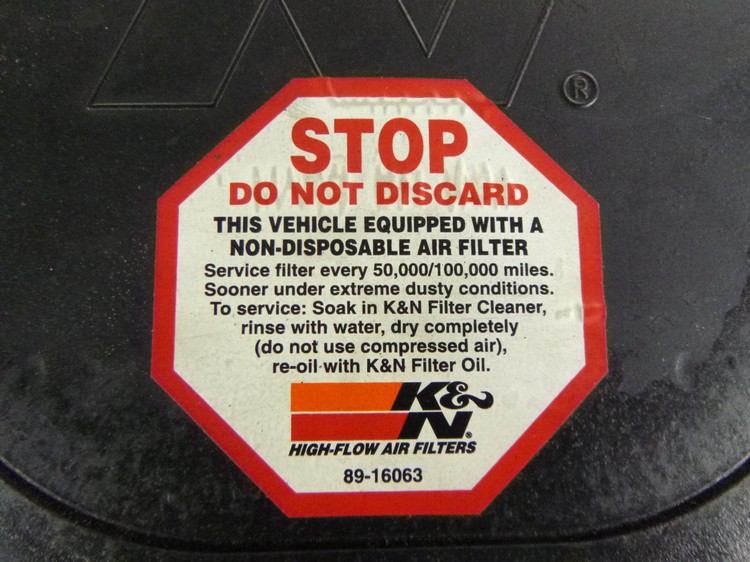 ®
STOP
DO NOT DISCARD
THIS VEHICLE EQUIPPED WITH A
NON-DISPOSABLE AIR FILTER
Service filter every 50,000/100,000 miles.
Sooner under extreme dusty conditions.
To service: Soak in K&N Filter Cleaner,
rinse with water, dry completely
(do not use compressed air),
re-oil with K&N Filter Oil.
K&N®
HIGH-FLOW AIR FILTERS
89-16063